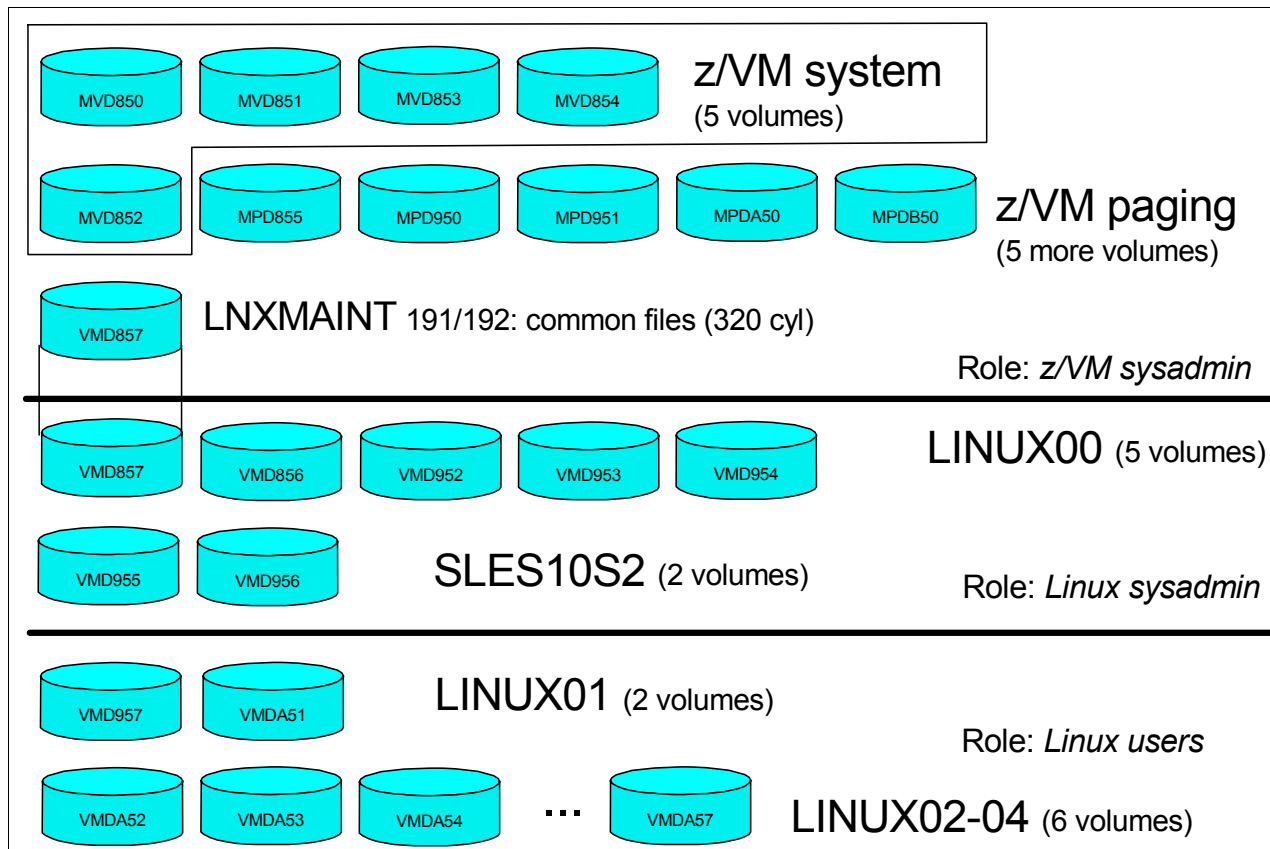 MVD850 MVD851 MVD853 MVD854
z/VM system
(5 volumes)
MVD852 MPD855 MPD950 MPD951 MPDA50 MPDB50
z/VM paging
(5 more volumes)
VMD857
LNXMAINT 191/192: common files (320 cyl)
Role: z/VM sysadmin
VMD857 VMD856 VMD952 VMD953 VMD954
LINUX00 (5 volumes)
VMD955 VMD956
SLES10S2 (2 volumes)
Role: Linux sysadmin
VMD957 VMDA51
LINUX01 (2 volumes)
Role: Linux users
VMDA52 VMDA53 VMDA54 ... VMDA57
LINUX02-04 (6 volumes)